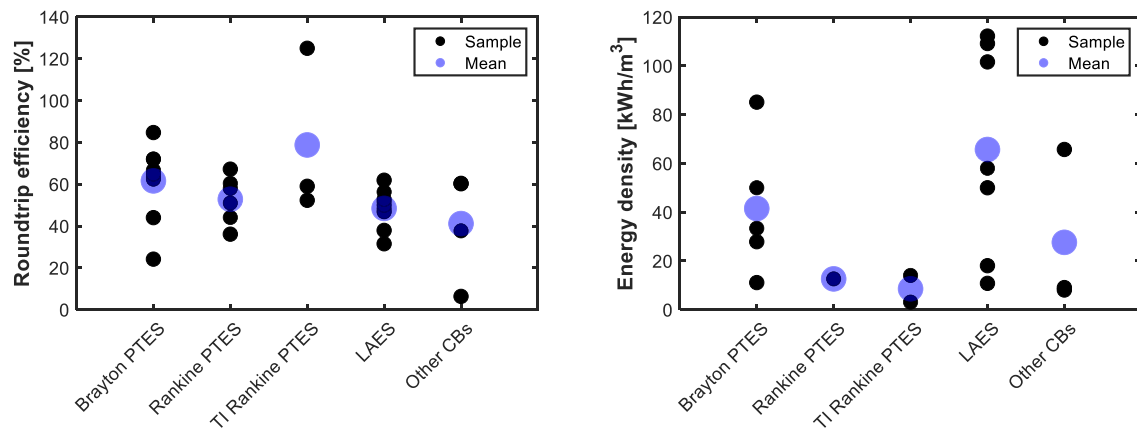 Roundtrip efficiency [%]
140
120
100
80
60
40
20
0
Sample
Mean
Brayton PTES
Rankine PTES
TI Rankine PTES
LAES
Other CBs
Energy density [kWh/m³]
120
100
80
60
40
20
0
Sample
Mean
Brayton PTES
Rankine PTES
TI Rankine PTES
LAES
Other CBs